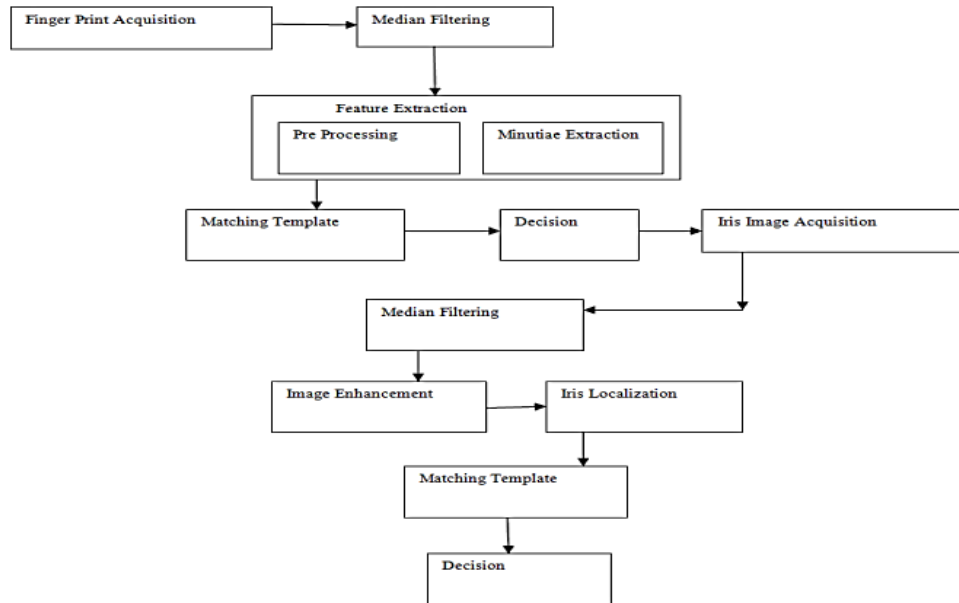 Finger Print Acquisition
Median Filtering
Feature Extraction
Pre Processing
Minutiae Extraction
Matching Template
Decision
Iris Image Acquisition
Median Filtering
Image Enhancement
Iris Localization
Matching Template
Decision